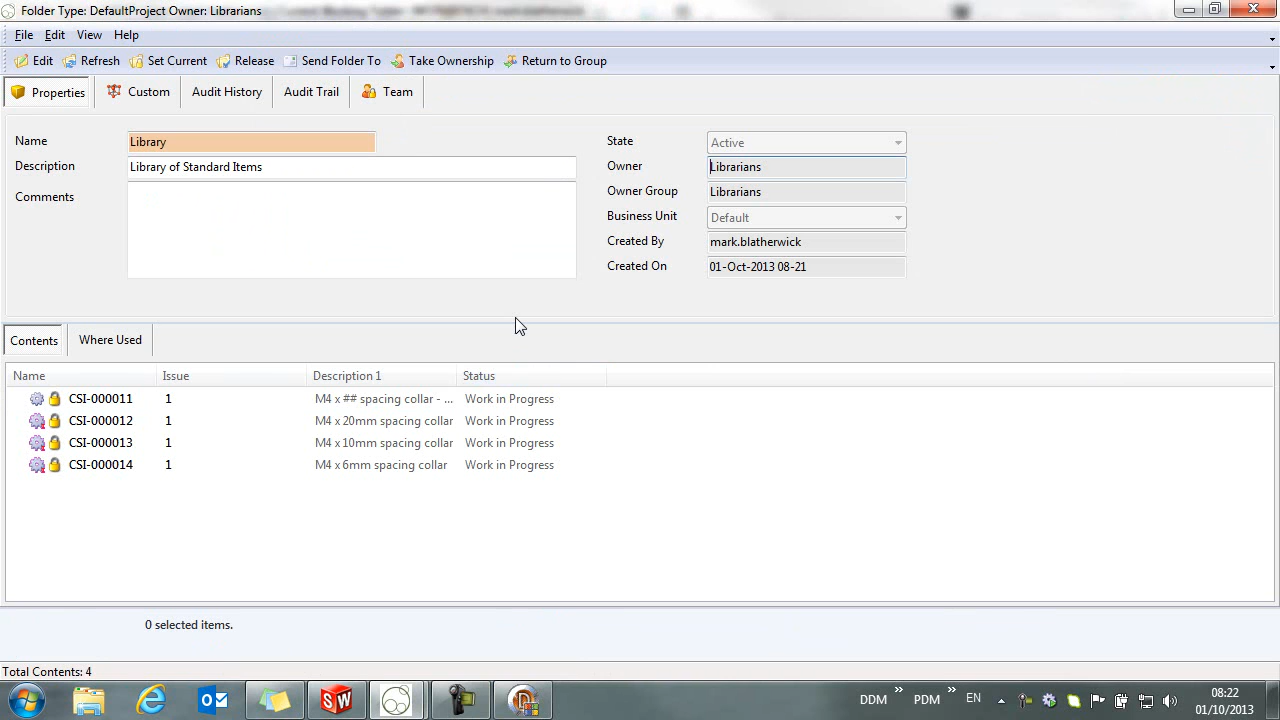 Folder Type: DefaultProject Owner: Librarians
File Edit View Help
Edit Refresh Set Current Release Send Folder To Take Ownership Return to Group
Properties Custom Audit History Audit Trail Team
Name Library
Description Library of Standard Items
Comments
State Active
Owner Librarians
Owner Group Librarians
Business Unit Default
Created By mark.blatherwick
Created On 01-Oct-2013 08-21
Contents Where Used
Name Issue Description 1 Status
CSI-000011 1 M4 x ## spacing collar - ... Work in Progress
CSI-000012 1 M4 x 20mm spacing collar Work in Progress
CSI-000013 1 M4 x 10mm spacing collar Work in Progress
CSI-000014 1 M4 x 6mm spacing collar Work in Progress
0 selected items.
Total Contents: 4
SW
DDM » PDM » EN
08:22
01/10/2013